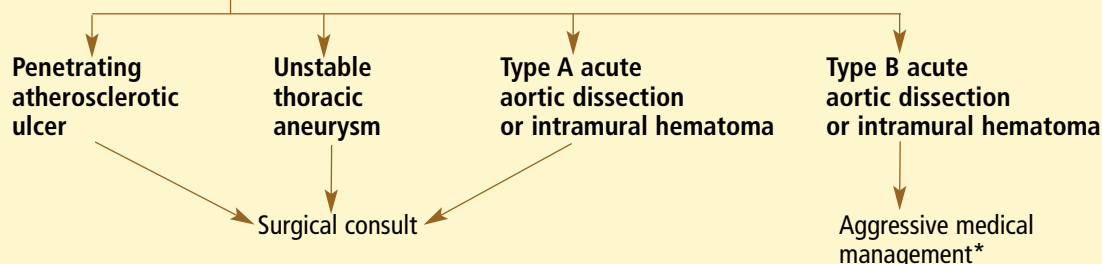 Penetrating
atherosclerotic
ulcer
Unstable
thoracic
aneurysm
Type A acute
aortic dissection
or intramural hematoma
Type B acute
aortic dissection
or intramural hematoma
Surgical consult
Aggressive medical
management*